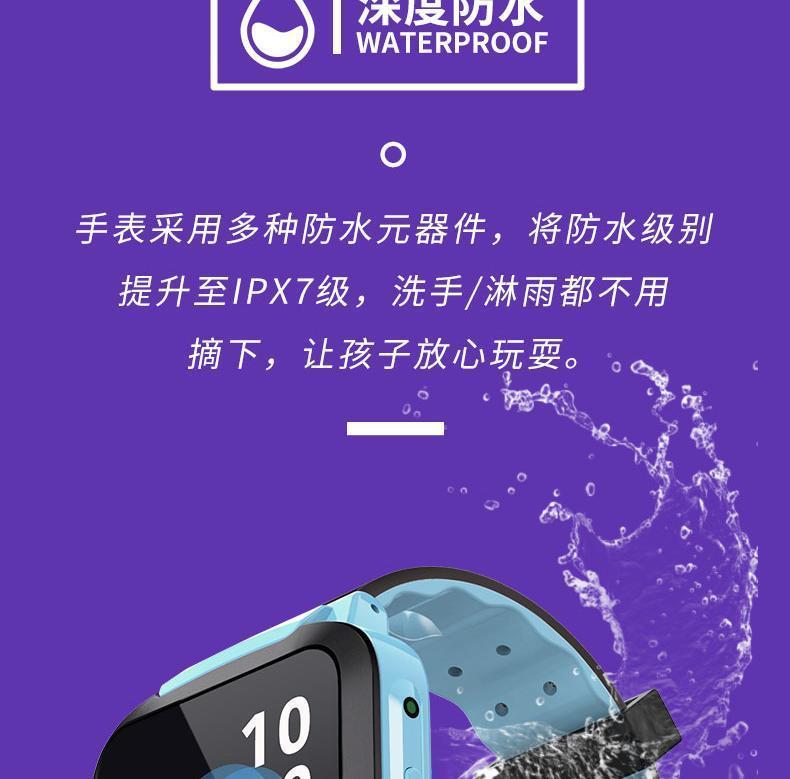 深度防水
WATERPROOF
手表采用多种防水元器件，将防水级别
提升至IPX7级，洗手/淋雨都不用
摘下，让孩子放心玩耍。
10